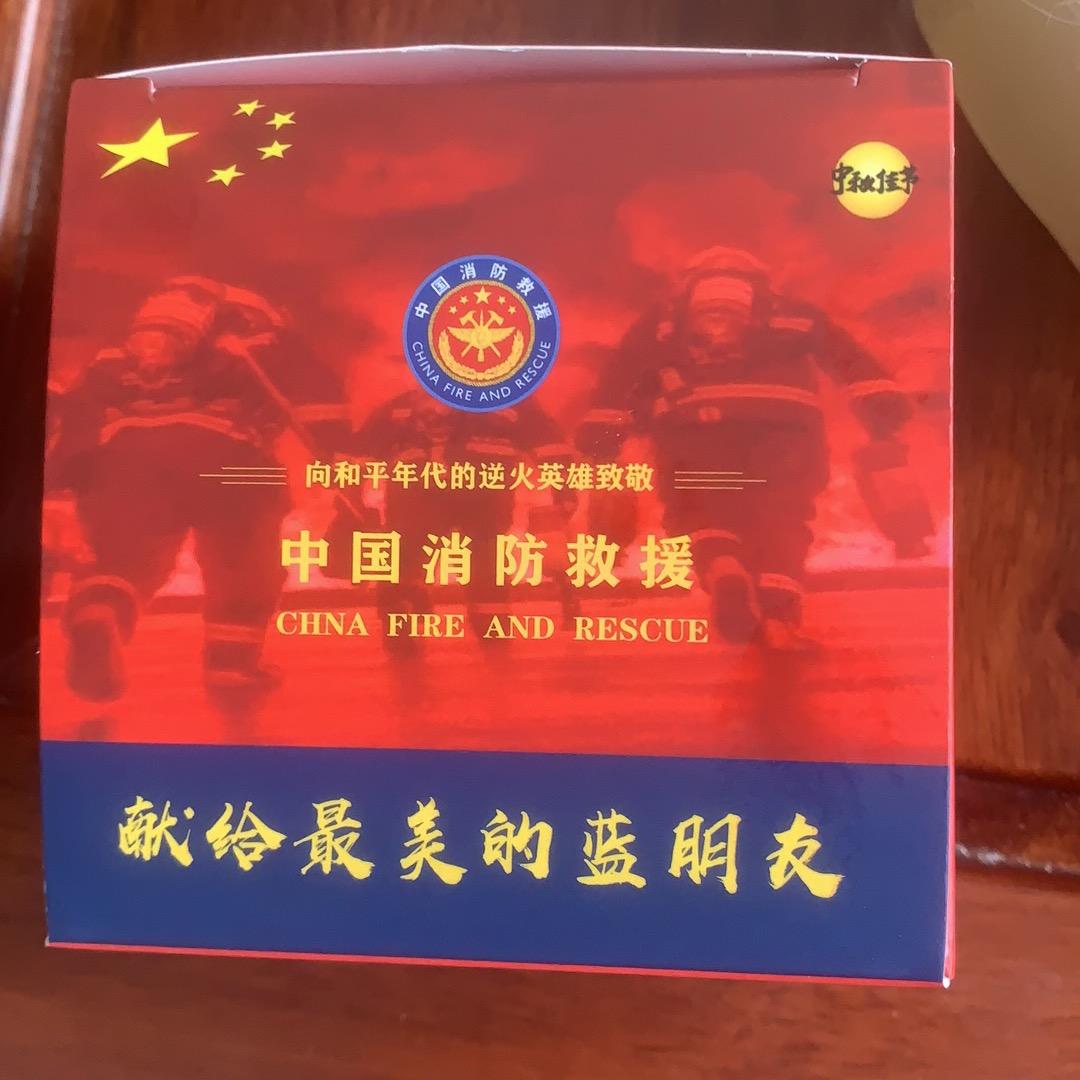 中秋佳节
中国消防救援
CHINA FIRE AND RESCUE
向和平年代的逆火英雄致敬
中国消防救援
CHNA FIRE AND RESCUE
献给最美的蓝朋友